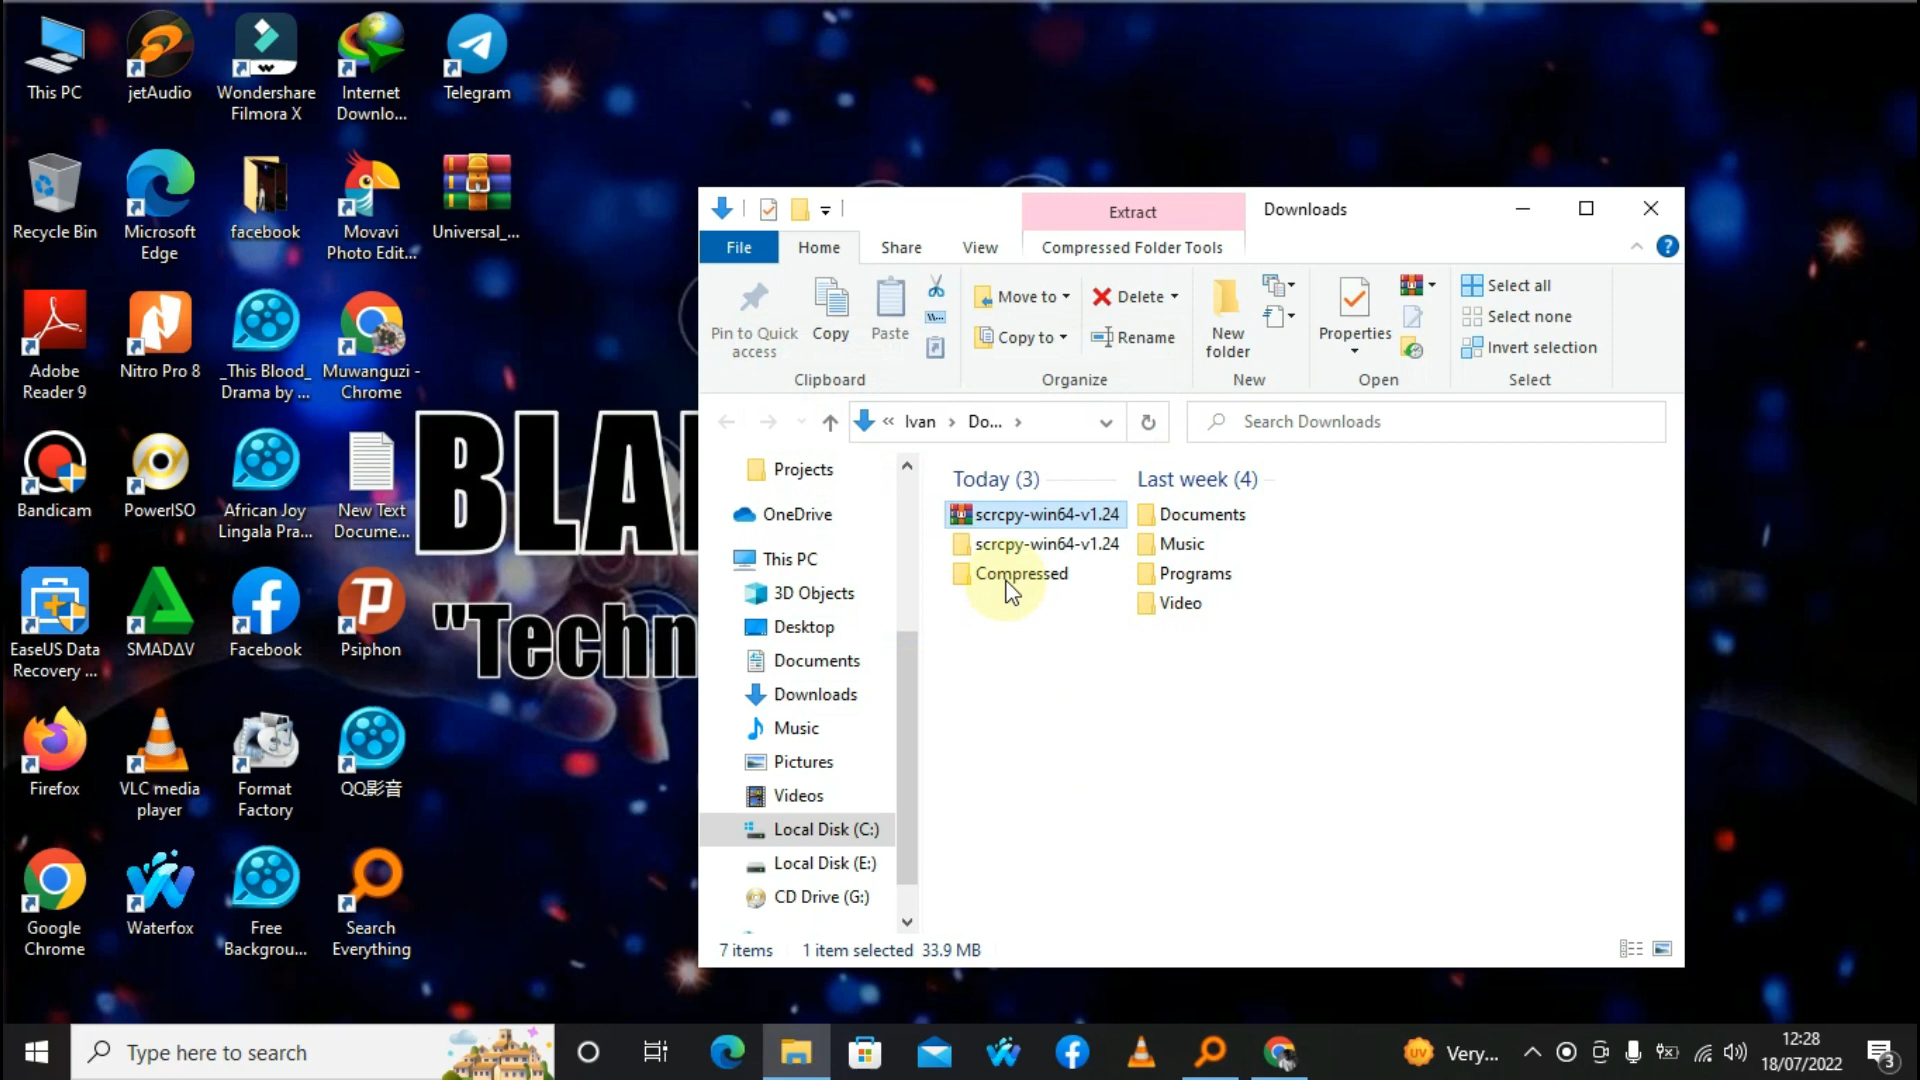 This PC
jetAudio
Wondershare
Filmora X
Internet
Downlo...
Telegram
Recycle Bin
Microsoft
Edge
facebook
Movavi
Photo Edit...
Universal_...
Adobe
Reader 9
Nitro Pro 8
_This Blood_
Drama by ...
Muwanguzi -
Chrome
Bandicam
PowerISO
African Joy
Lingala Pra...
New Text
Docume...
EaseUS Data
Recovery ...
SMADΔV
Facebook
Psiphon
Firefox
VLC media
player
Format
Factory
QQ影音
Google
Chrome
Waterfox
Free
Backgrou...
Search
Everything
BLA
"Techn
Extract
Downloads
File
Home
Share
View
Compressed Folder Tools
Pin to Quick
access
Copy
Paste
Move to
Copy to
Delete
Rename
New
folder
Properties
Select all
Select none
Invert selection
Clipboard
Organize
New
Open
Select
« Ivan › Do... ›
Search Downloads
Projects
OneDrive
This PC
3D Objects
Desktop
Documents
Downloads
Music
Pictures
Videos
Local Disk (C:)
Local Disk (E:)
CD Drive (G:)
Today (3)
scrcpy-win64-v1.24
scrcpy-win64-v1.24
Compressed
Last week (4)
Documents
Music
Programs
Video
7 items
1 item selected 33.9 MB
Type here to search
UV
Very...
12:28
18/07/2022
3